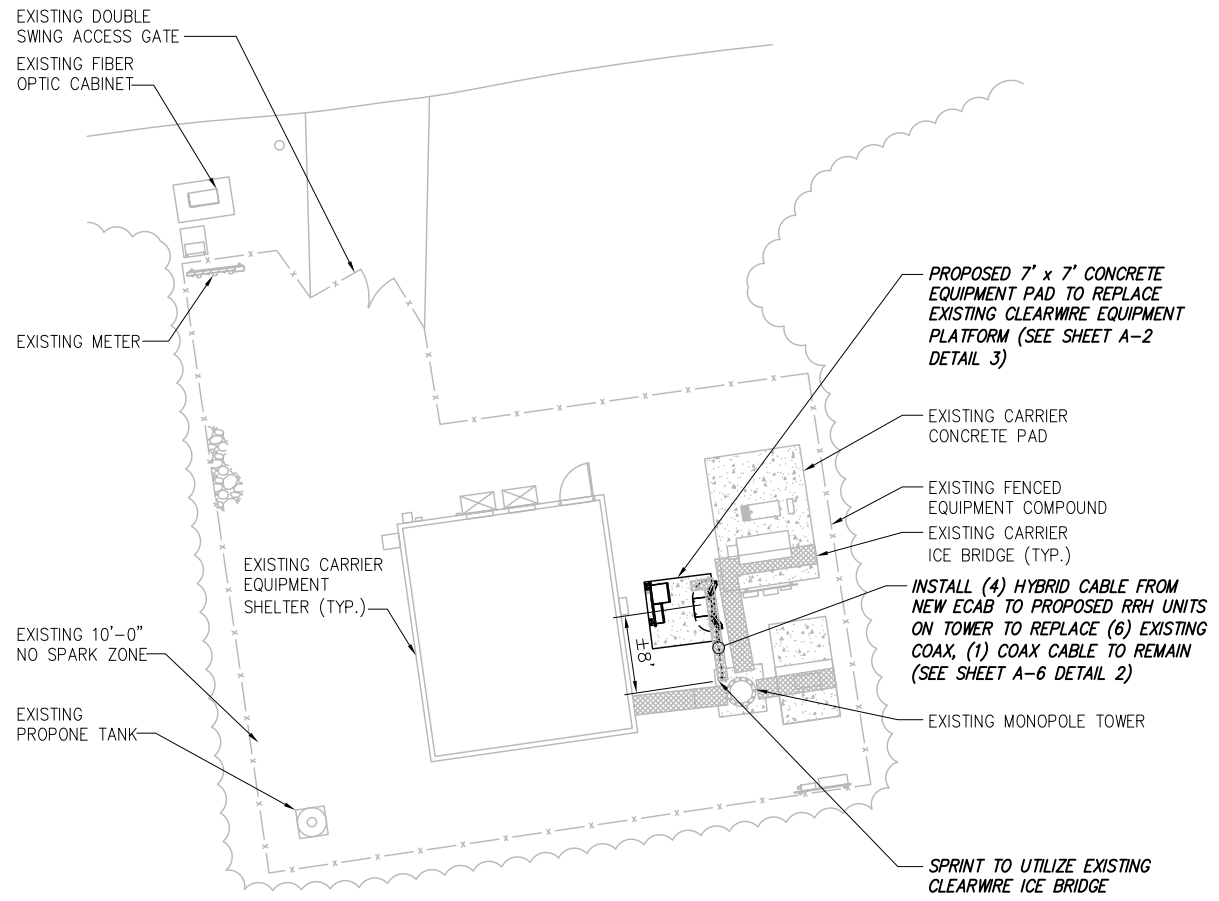 EXISTING DOUBLE
SWING ACCESS GATE
EXISTING FIBER
OPTIC CABINET
EXISTING METER
EXISTING 10'-0"
NO SPARK ZONE
EXISTING
PROPONE TANK
EXISTING CARRIER
EQUIPMENT
SHELTER (TYP.)
±8'
PROPOSED 7' x 7' CONCRETE
EQUIPMENT PAD TO REPLACE
EXISTING CLEARWIRE EQUIPMENT
PLATFORM (SEE SHEET A-2
DETAIL 3)
EXISTING CARRIER
CONCRETE PAD
EXISTING FENCED
EQUIPMENT COMPOUND
EXISTING CARRIER
ICE BRIDGE (TYP.)
INSTALL (4) HYBRID CABLE FROM
NEW ECAB TO PROPOSED RRH UNITS
ON TOWER TO REPLACE (6) EXISTING
COAX, (1) COAX CABLE TO REMAIN
(SEE SHEET A-6 DETAIL 2)
EXISTING MONOPOLE TOWER
SPRINT TO UTILIZE EXISTING
CLEARWIRE ICE BRIDGE